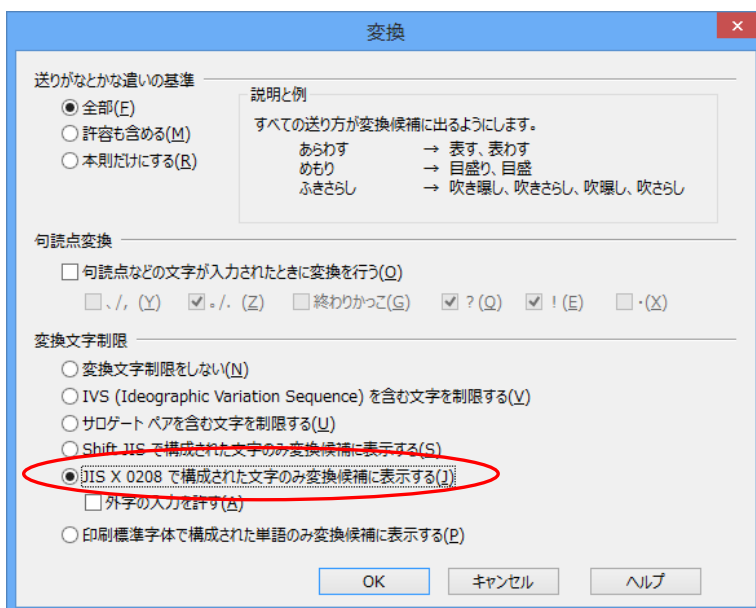 変換
送りがなとかな遣いの基準
全部(F)
許容も含める(M)
本則だけにする(R)
説明と例
すべての送り方が変換候補に出るようにします。
あらわす → 表す、表わす
めもり → 目盛り、目盛
ふきさらし → 吹き曝し、吹きさらし、吹曝し、吹さらし
句読点変換
句読点などの文字が入力されたときに変換を行う(O)
、/, (Y) 。/. (Z) 終わりかっこ(G) ? (Q) ! (E) ・(X)
変換文字制限
変換文字制限をしない(N)
IVS (Ideographic Variation Sequence) を含む文字を制限する(V)
サロゲート ペアを含む文字を制限する(U)
Shift JIS で構成された文字のみ変換候補に表示する(S)
JIS X 0208 で構成された文字のみ変換候補に表示する(J)
外字の入力を許す(A)
印刷標準字体で構成された単語のみ変換候補に表示する(P)
OK キャンセル ヘルプ